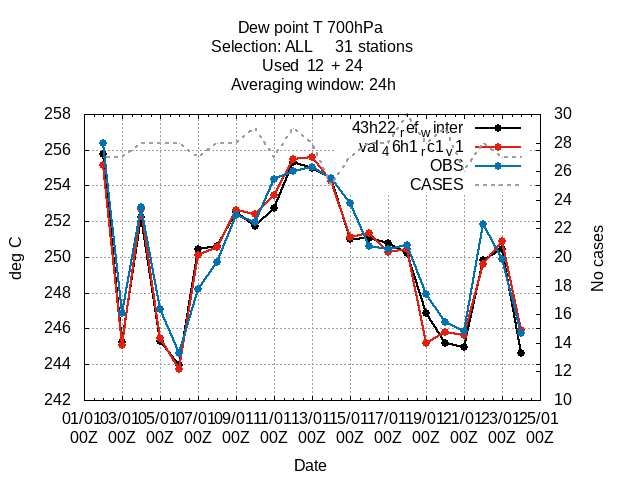 Dew point T 700hPa
Selection: ALL 31 stations
Used 12 + 24
Averaging window: 24h
43h22refwinter
val46h1rc1v1
OBS
CASES
deg C
No cases
258
256
254
252
250
248
246
244
242
30
28
26
24
22
20
18
16
14
12
10
01/01 03/01 05/01 07/01 09/01 11/01 13/01 15/01 17/01 19/01 21/01 23/01 25/01
00Z 00Z 00Z 00Z 00Z 00Z 00Z 00Z 00Z 00Z 00Z 00Z 00Z
Date